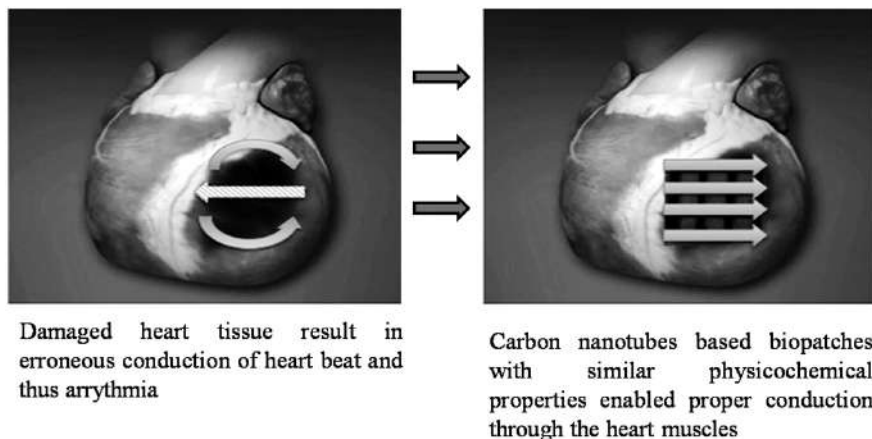 Damaged heart tissue result in
erroneous conduction of heart beat and
thus arrythmia
Carbon nanotubes based biopatches
with similar physicochemical
properties enabled proper conduction
through the heart muscles